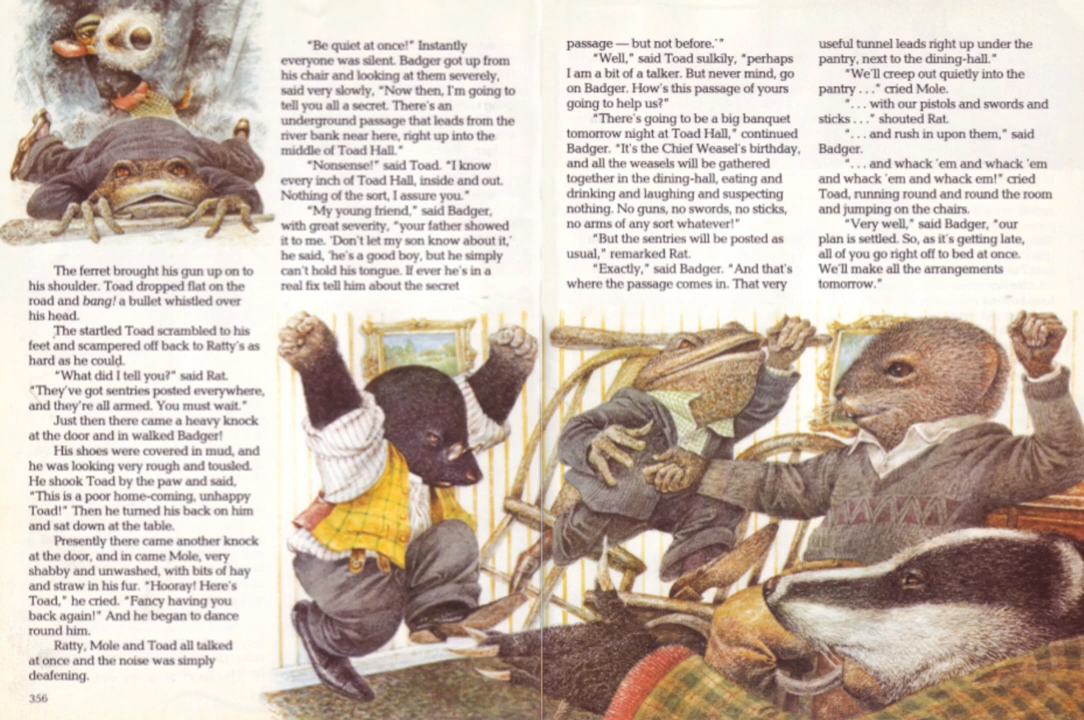 The ferret brought his gun up on to
his shoulder. Toad dropped flat on the
road and bang! a bullet whistled over
his head.
The startled Toad scrambled to his
feet and scampered off back to Ratty's as
hard as he could.
"What did I tell you?" said Rat.
"They've got sentries posted everywhere,
and they're all armed. You must wait."
Just then there came a heavy knock
at the door and in walked Badger!
His shoes were covered in mud, and
he was looking very rough and tousled.
He shook Toad by the paw and said,
"This is a poor home-coming, unhappy
Toad!" Then he turned his back on him
and sat down at the table.
Presently there came another knock
at the door, and in came Mole, very
shabby and unwashed, with bits of hay
and straw in his fur. "Hooray! Here's
Toad," he cried. "Fancy having you
back again!" And he began to dance
round him.
Ratty, Mole and Toad all talked
at once and the noise was simply
deafening.
356
"Be quiet at once!" Instantly
everyone was silent. Badger got up from
his chair and looking at them severely,
said very slowly, "Now then, I'm going to
tell you all a secret. There's an
underground passage that leads from the
river bank near here, right up into the
middle of Toad Hall."
"Nonsense!" said Toad. "I know
every inch of Toad Hall, inside and out.
Nothing of the sort, I assure you."
"My young friend," said Badger,
with great severity, "your father showed
it to me. 'Don't let my son know about it,'
he said, 'he's a good boy, but he simply
can't hold his tongue. If ever he's in a
real fix tell him about the secret
passage — but not before.'"
"Well," said Toad sulkily, "perhaps
I am a bit of a talker. But never mind, go
on Badger. How's this passage of yours
going to help us?"
"There's going to be a big banquet
tomorrow night at Toad Hall," continued
Badger. "It's the Chief Weasel's birthday,
and all the weasels will be gathered
together in the dining-hall, eating and
drinking and laughing and suspecting
nothing. No guns, no swords, no sticks,
no arms of any sort whatever!"
"But the sentries will be posted as
usual," remarked Rat.
"Exactly," said Badger. "And that's
where the passage comes in. That very
useful tunnel leads right up under the
pantry, next to the dining-hall."
"We'll creep out quietly into the
pantry . . ." cried Mole.
". . . with our pistols and swords and
sticks . . ." shouted Rat.
". . . and rush in upon them," said
Badger.
". . . and whack 'em and whack 'em
and whack 'em and whack em!" cried
Toad, running round and round the room
and jumping on the chairs.
"Very well," said Badger, "our
plan is settled. So, as it's getting late,
all of you go right off to bed at once.
We'll make all the arrangements
tomorrow."